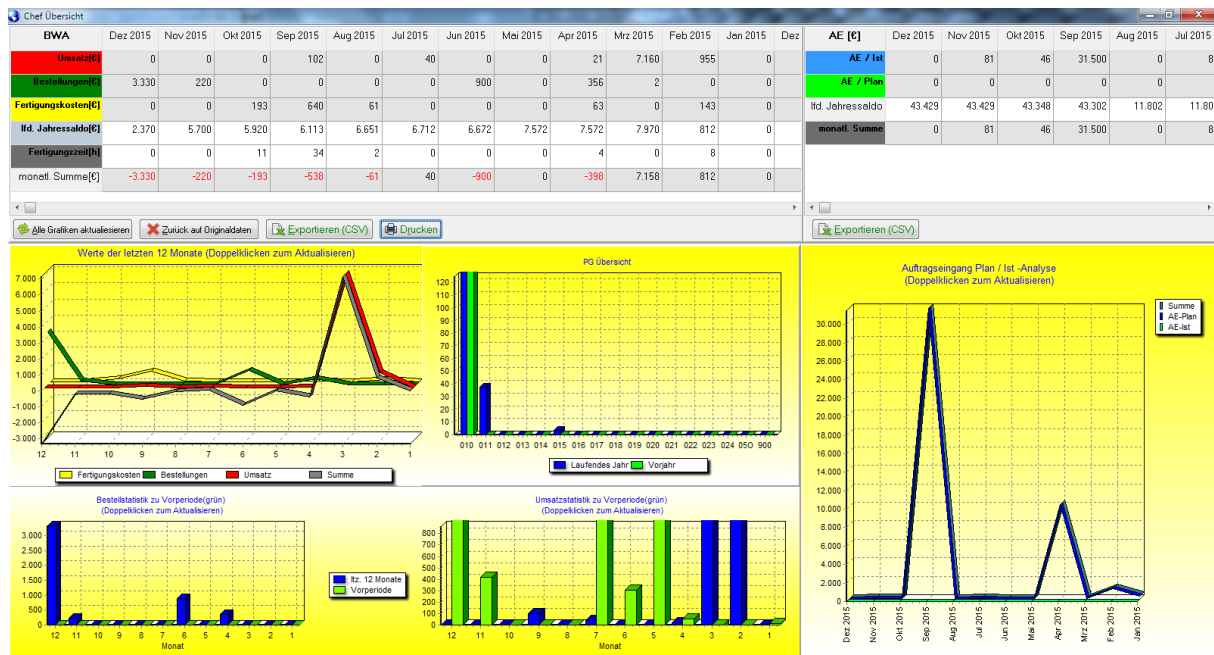 Chef Übersicht
BWA Dez 2015 Nov 2015 Okt 2015 Sep 2015 Aug 2015 Jul 2015 Jun 2015 Mai 2015 Apr 2015 Mrz 2015 Feb 2015 Jan 2015 Dez
Umsatz[€] 0 0 0 102 0 40 0 0 21 7.160 955 0
Bestellungen[€] 3.330 220 0 0 0 0 900 0 356 2 0 0
Fertigungskosten[€] 0 0 193 640 61 0 0 0 63 0 143 0
lfd. Jahressaldo[€] 2.370 5.700 5.920 6.113 6.651 6.712 6.672 7.572 7.572 7.970 812 0
Fertigungszeit[h] 0 0 11 34 2 0 0 0 4 0 8 0
monatl. Summe[€] -3.330 -220 -193 -538 -61 40 -900 0 -398 7.158 812 0
AE [€] Dez 2015 Nov 2015 Okt 2015 Sep 2015 Aug 2015 Jul 2015
AE / Ist 0 81 46 31.500 0 8
AE / Plan
lfd. Jahressaldo 43.429 43.429 43.348 43.302 11.802 11.80
monatl. Summe 0 81 46 31.500 0 8
Alle Grafiken aktualiesieren Zurück auf Originaldaten Exportieren (CSV) Drucken
Exportieren (CSV)
Werte der letzten 12 Monate (Doppelklicken zum Aktualisieren)
7.000
6.000
5.000
4.000
3.000
2.000
1.000
0
-1.000
-2.000
-3.000
12 11 10 9 8 7 6 5 4 3 2 1
Fertigungskosten Bestellungen Umsatz Summe
PG Übersicht
120
110
100
90
80
70
60
50
40
30
20
10
0
010 011 012 013 014 015 016 017 018 019 020 021 022 023 024 050 900
Laufendes Jahr Vorjahr
Auftragseingang Plan / Ist -Analyse
(Doppelklicken zum Aktualisieren)
Summe
AE-Plan
AE-Ist
30.000
28.000
26.000
24.000
22.000
20.000
18.000
16.000
14.000
12.000
10.000
8.000
6.000
4.000
2.000
0
Dez 2015 Nov 2015 Okt 2015 Sep 2015 Aug 2015 Jul 2015 Jun 2015 Mai 2015 Apr 2015 Mrz 2015 Feb 2015 Jan 2015
Bestellstatistik zu Vorperiode(grün)
(Doppelklicken zum Aktualisieren)
3.000
2.500
2.000
1.500
1.000
500
0
12 11 10 9 8 7 6 5 4 3 2 1
Monat
ltz. 12 Monate
Vorperiode
Umsatzstatistik zu Vorperiode(grün)
(Doppelklicken zum Aktualisieren)
800
700
600
500
400
300
200
100
0
12 11 10 9 8 7 6 5 4 3 2 1
Monat